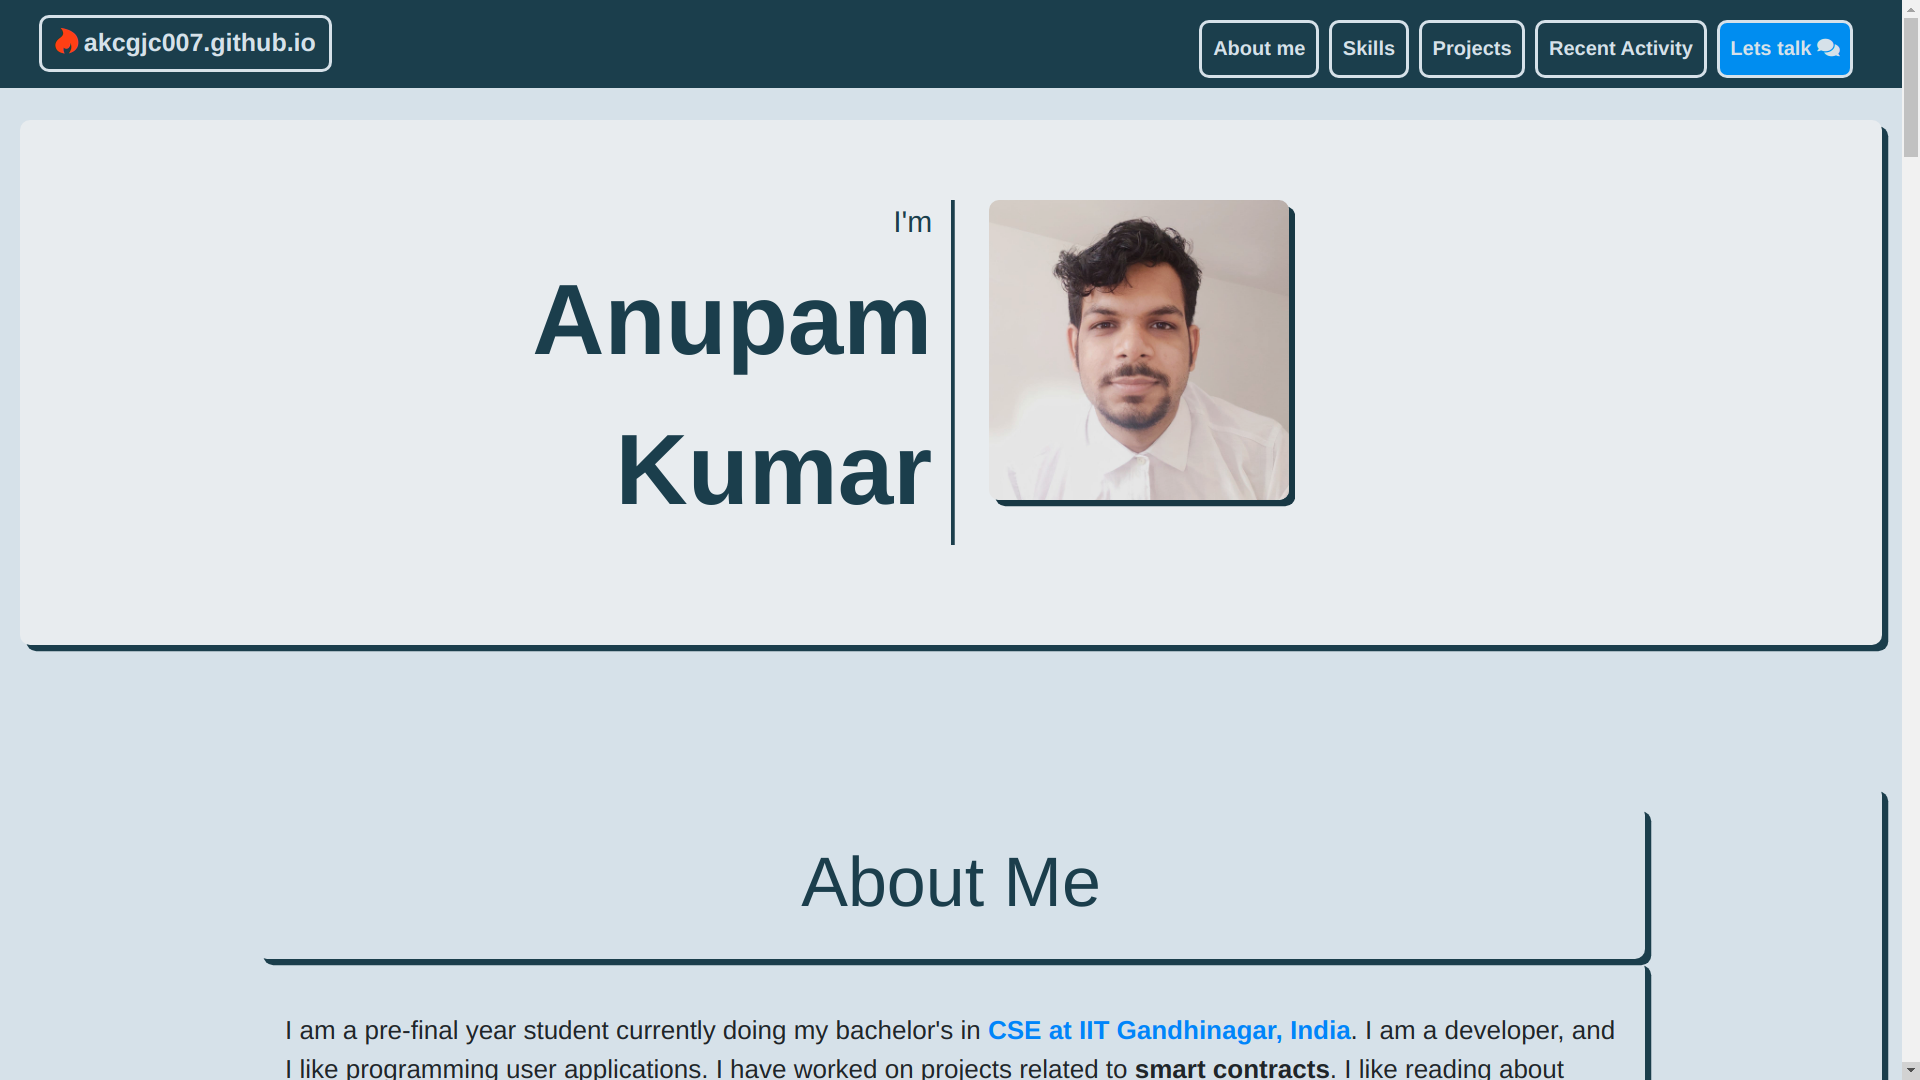 akcgjc007.github.io
About me
Skills
Projects
Recent Activity
Lets talk
I'm
Anupam
Kumar
About Me
I am a pre-final year student currently doing my bachelor's in CSE at IIT Gandhinagar, India. I am a developer, and
I like programming user applications. I have worked on projects related to smart contracts. I like reading about